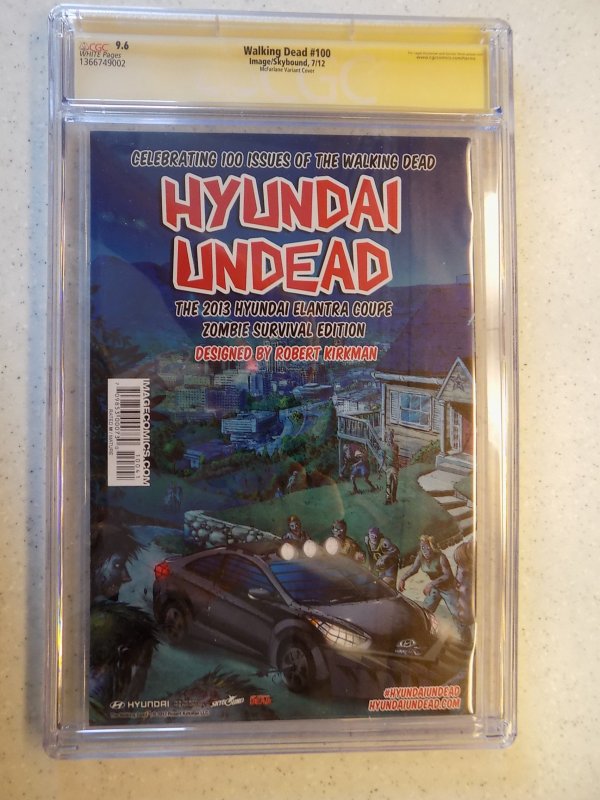 CGC 9.6
WHITE Pages
1366749002
Walking Dead #100
Image/Skybound, 7/12
McFarlane Variant Cover
CELEBRATING 100 ISSUES OF THE WALKING DEAD
HYUNDAI
UNDEAD
THE 2013 HYUNDAI ELANTRA COUPE
ZOMBIE SURVIVAL EDITION
DESIGNED BY ROBERT KIRKMAN
IMAGECOMICS.COM
RATED M/MATURE
#HYUNDAIUNDEAD
HYUNDAIUNDEAD.COM
HYUNDAI